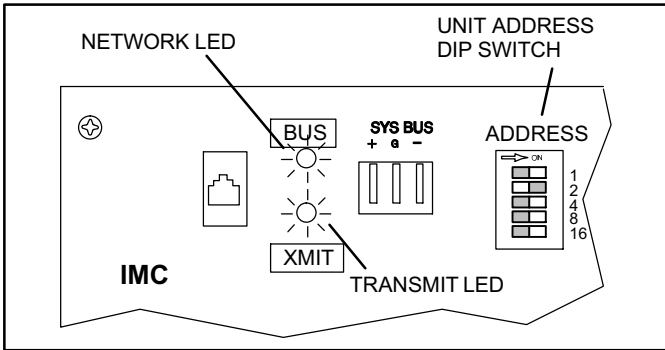 NETWORK LED
UNIT ADDRESS
DIP SWITCH
BUS
SYS BUS
+ G −
ADDRESS
ON
1
2
4
8
16
XMIT
IMC
TRANSMIT LED